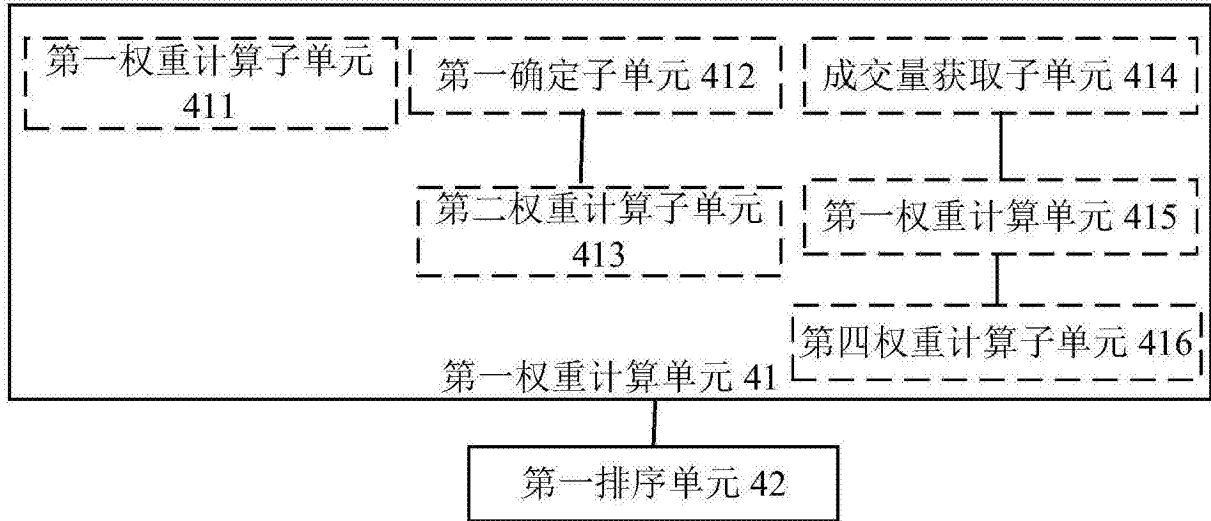 第一权重计算子单元
411
第一确定子单元 412
成交量获取子单元 414
第二权重计算子单元
413
第一权重计算单元 415
第四权重计算子单元 416
第一权重计算单元 41
第一排序单元 42